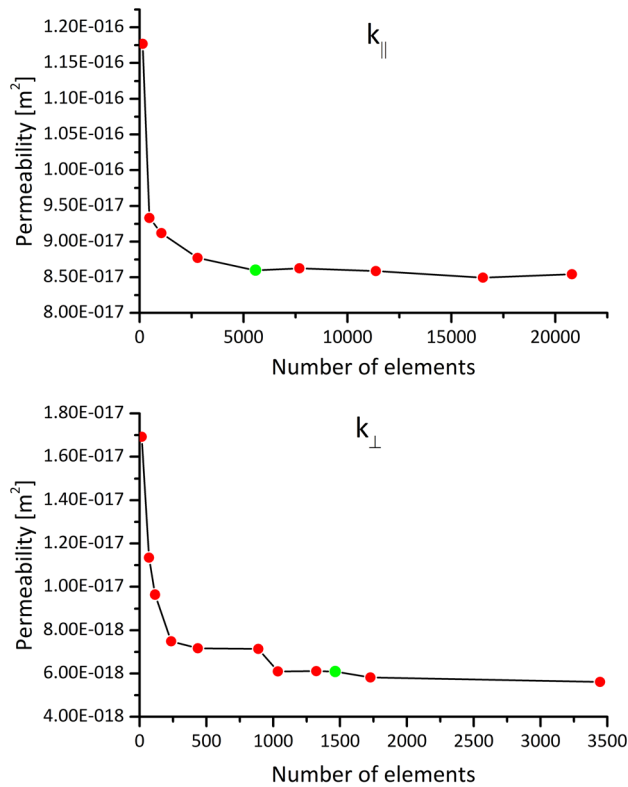 k∥
Permeability [m²]
1.20E-016
1.15E-016
1.10E-016
1.05E-016
1.00E-016
9.50E-017
9.00E-017
8.50E-017
8.00E-017
0 5000 10000 15000 20000
Number of elements
k⊥
Permeability [m²]
1.80E-017
1.60E-017
1.40E-017
1.20E-017
1.00E-017
8.00E-018
6.00E-018
4.00E-018
0 500 1000 1500 2000 2500 3000 3500
Number of elements